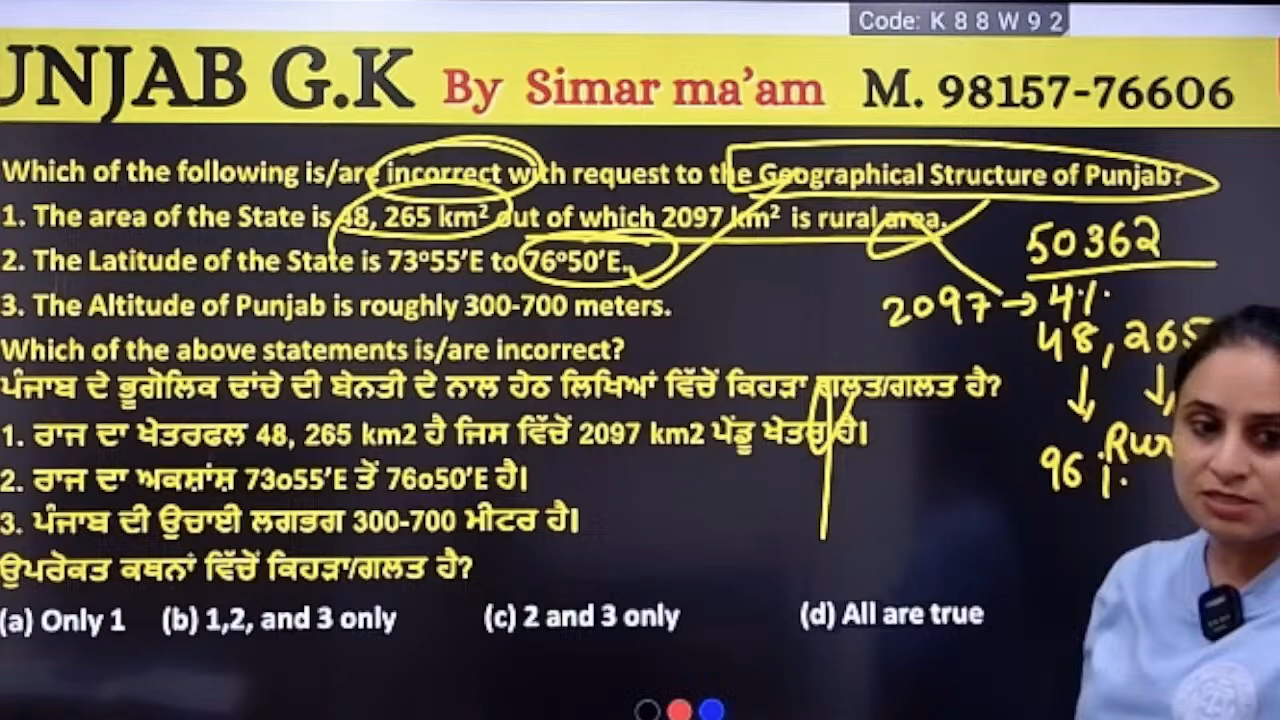 Code: K 8 8 W 9 2
UNJAB G.K By Simar ma'am M. 98157-76606
Which of the following is/are incorrect with request to the Geographical Structure of Punjab?
1. The area of the State is 48, 265 km² out of which 2097 km² is rural area.
2. The Latitude of the State is 73°55'E to 76°50'E.
3. The Altitude of Punjab is roughly 300-700 meters.
Which of the above statements is/are incorrect?
ਪੰਜਾਬ ਦੇ ਭੂਗੋਲਿਕ ਢਾਂਚੇ ਦੀ ਬੇਨਤੀ ਦੇ ਨਾਲ ਹੇਠ ਲਿਖਿਆਂ ਵਿੱਚੋਂ ਕਿਹੜਾ ਗਲਤ/ਗਲਤ ਹੈ?
1. ਰਾਜ ਦਾ ਖੇਤਰਫਲ 48, 265 km2 ਹੈ ਜਿਸ ਵਿੱਚੋਂ 2097 km2 ਪੇਂਡੂ ਖੇਤਰ ਹੈ।
2. ਰਾਜ ਦਾ ਅਕਸ਼ਾਂਸ਼ 73o55'E ਤੋਂ 76o50'E ਹੈ।
3. ਪੰਜਾਬ ਦੀ ਉਚਾਈ ਲਗਭਗ 300-700 ਮੀਟਰ ਹੈ।
ਉਪਰੋਕਤ ਕਥਨਾਂ ਵਿੱਚੋਂ ਕਿਹੜਾ/ਗਲਤ ਹੈ?
(a) Only 1 (b) 1,2, and 3 only (c) 2 and 3 only (d) All are true
50362
2097 → 4%
48,265
96 %